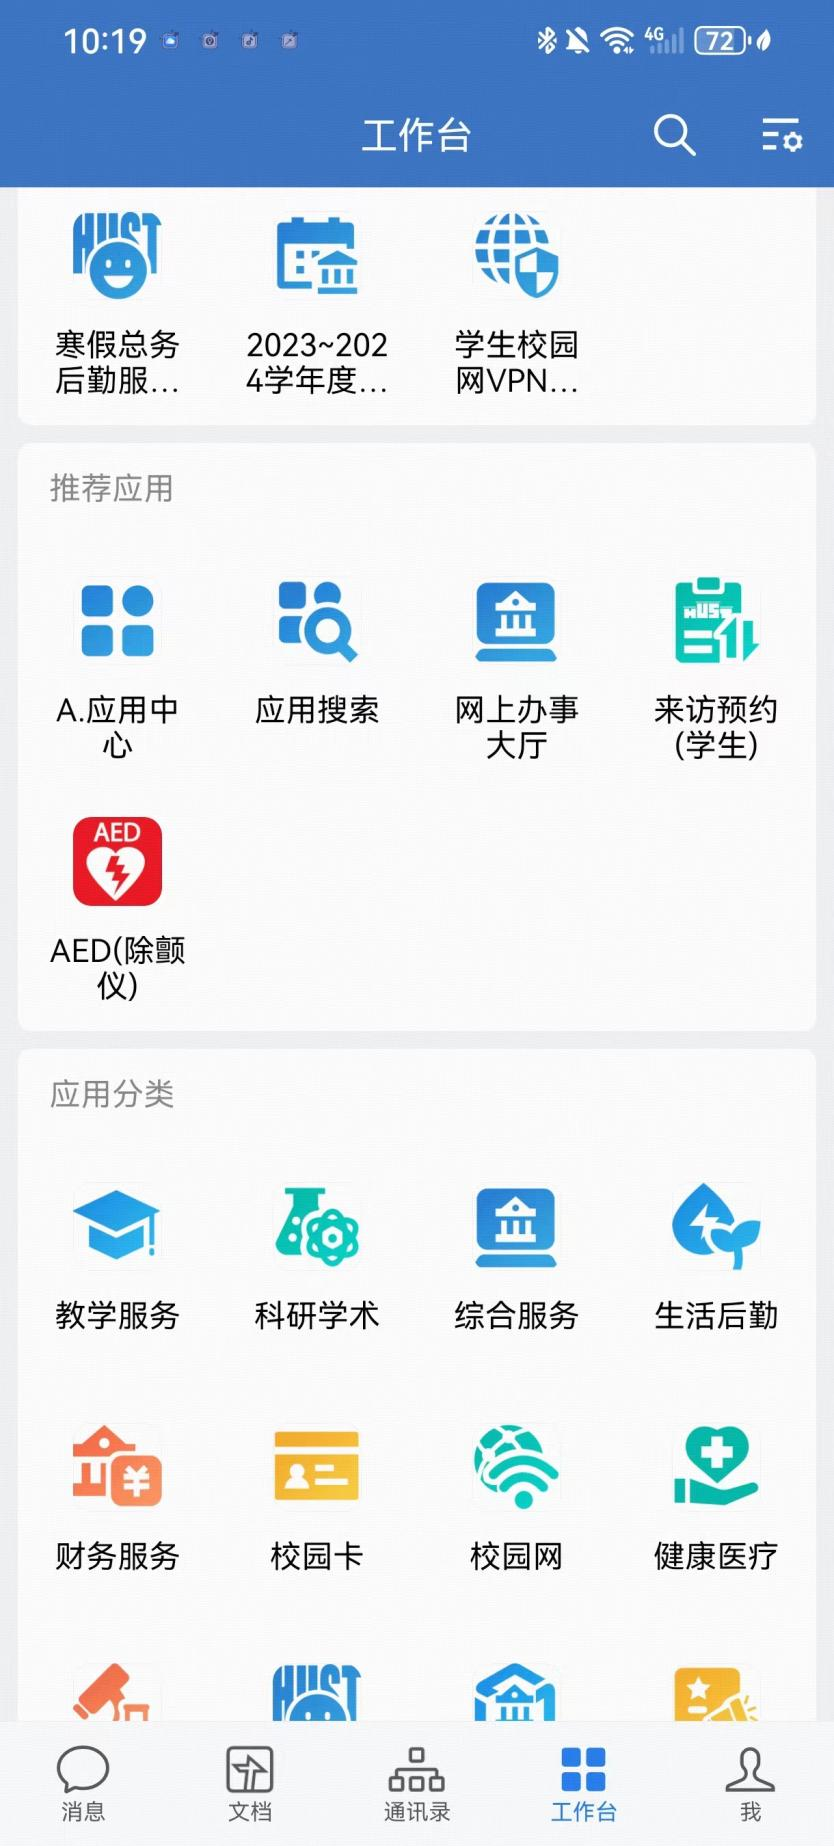 10:19
4G
72
工作台
HUST
寒假总务
后勤服...
2023~202
4学年度...
学生校园
网VPN...
推荐应用
HUST
A.应用中
心
应用搜索
网上办事
大厅
来访预约
(学生)
AED
AED(除颤
仪)
应用分类
教学服务
科研学术
综合服务
生活后勤
¥
财务服务
校园卡
校园网
健康医疗
HUST
消息
文档
通讯录
工作台
我